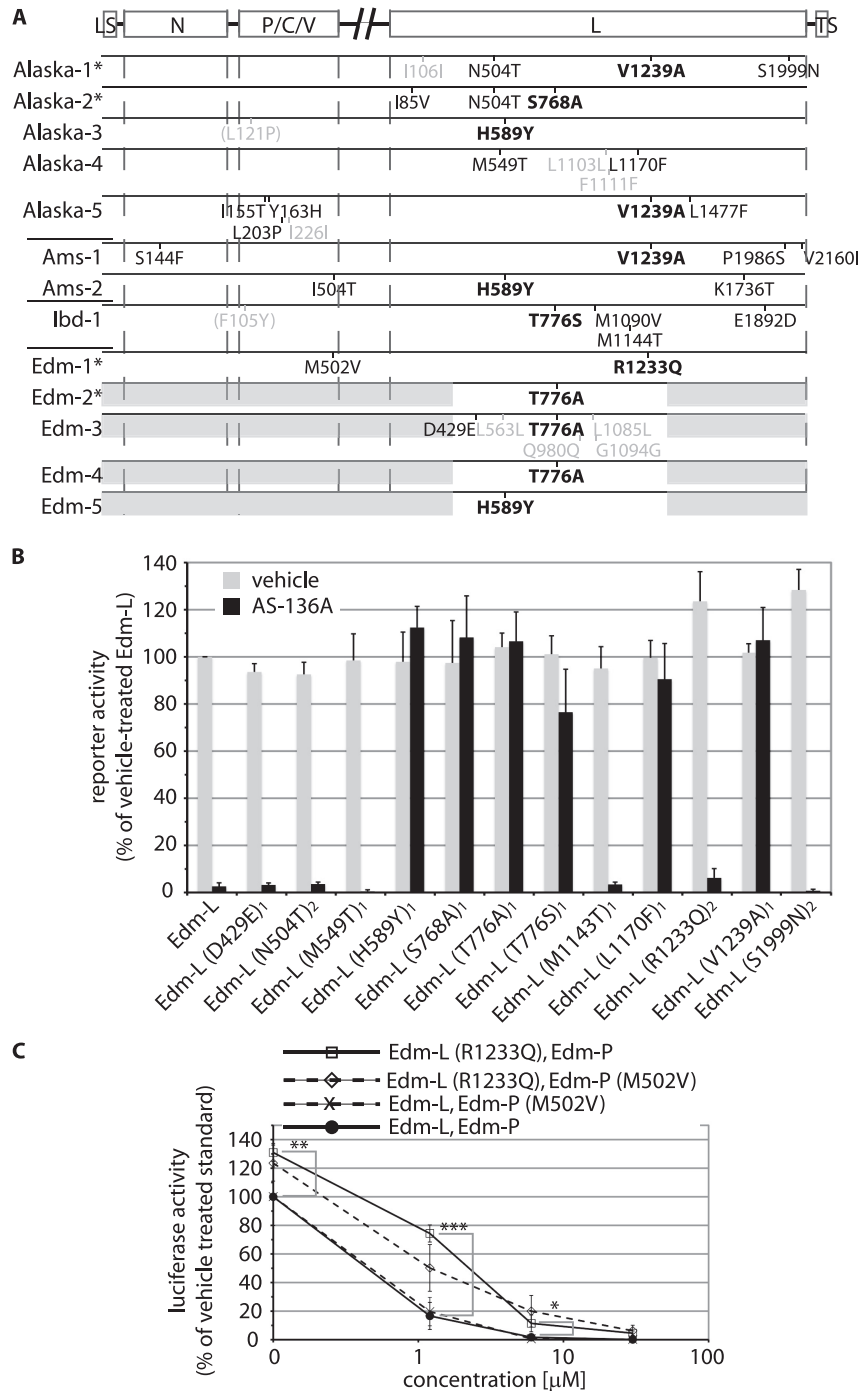 A
LS N P/C/V L TS
Alaska-1* I106I N504T V1239A S1999N
Alaska-2* I85V N504T S768A
Alaska-3 (L121P) H589Y
Alaska-4 M549T L1103L L1170F
F1111F
Alaska-5 I155T Y163H V1239A L1477F
L203P I226I
Ams-1 S144F V1239A P1986S V2160I
Ams-2 I504T H589Y K1736T
Ibd-1 (F105Y) T776S M1090V E1892D
M1144T
Edm-1* M502V R1233Q
Edm-2* T776A
Edm-3 D429E L563L T776A L1085L
Q980Q G1094G
Edm-4 T776A
Edm-5 H589Y
B
reporter activity
(% of vehicle-treated Edm-L)
140
120
100
80
60
40
20
0
vehicle
AS-136A
Edm-L
Edm-L (D429E)1
Edm-L (N504T)2
Edm-L (M549T)1
Edm-L (H589Y)1
Edm-L (S768A)1
Edm-L (T776A)1
Edm-L (T776S)1
Edm-L (M1143T)1
Edm-L (L1170F)1
Edm-L (R1233Q)2
Edm-L (V1239A)1
Edm-L (S1999N)2
C
Edm-L (R1233Q), Edm-P
Edm-L (R1233Q), Edm-P (M502V)
Edm-L, Edm-P (M502V)
Edm-L, Edm-P
luciferase activity
(% of vehicle treated standard)
140
120
100
80
60
40
20
0
**
***
*
0 1 10 100
concentration [μM]